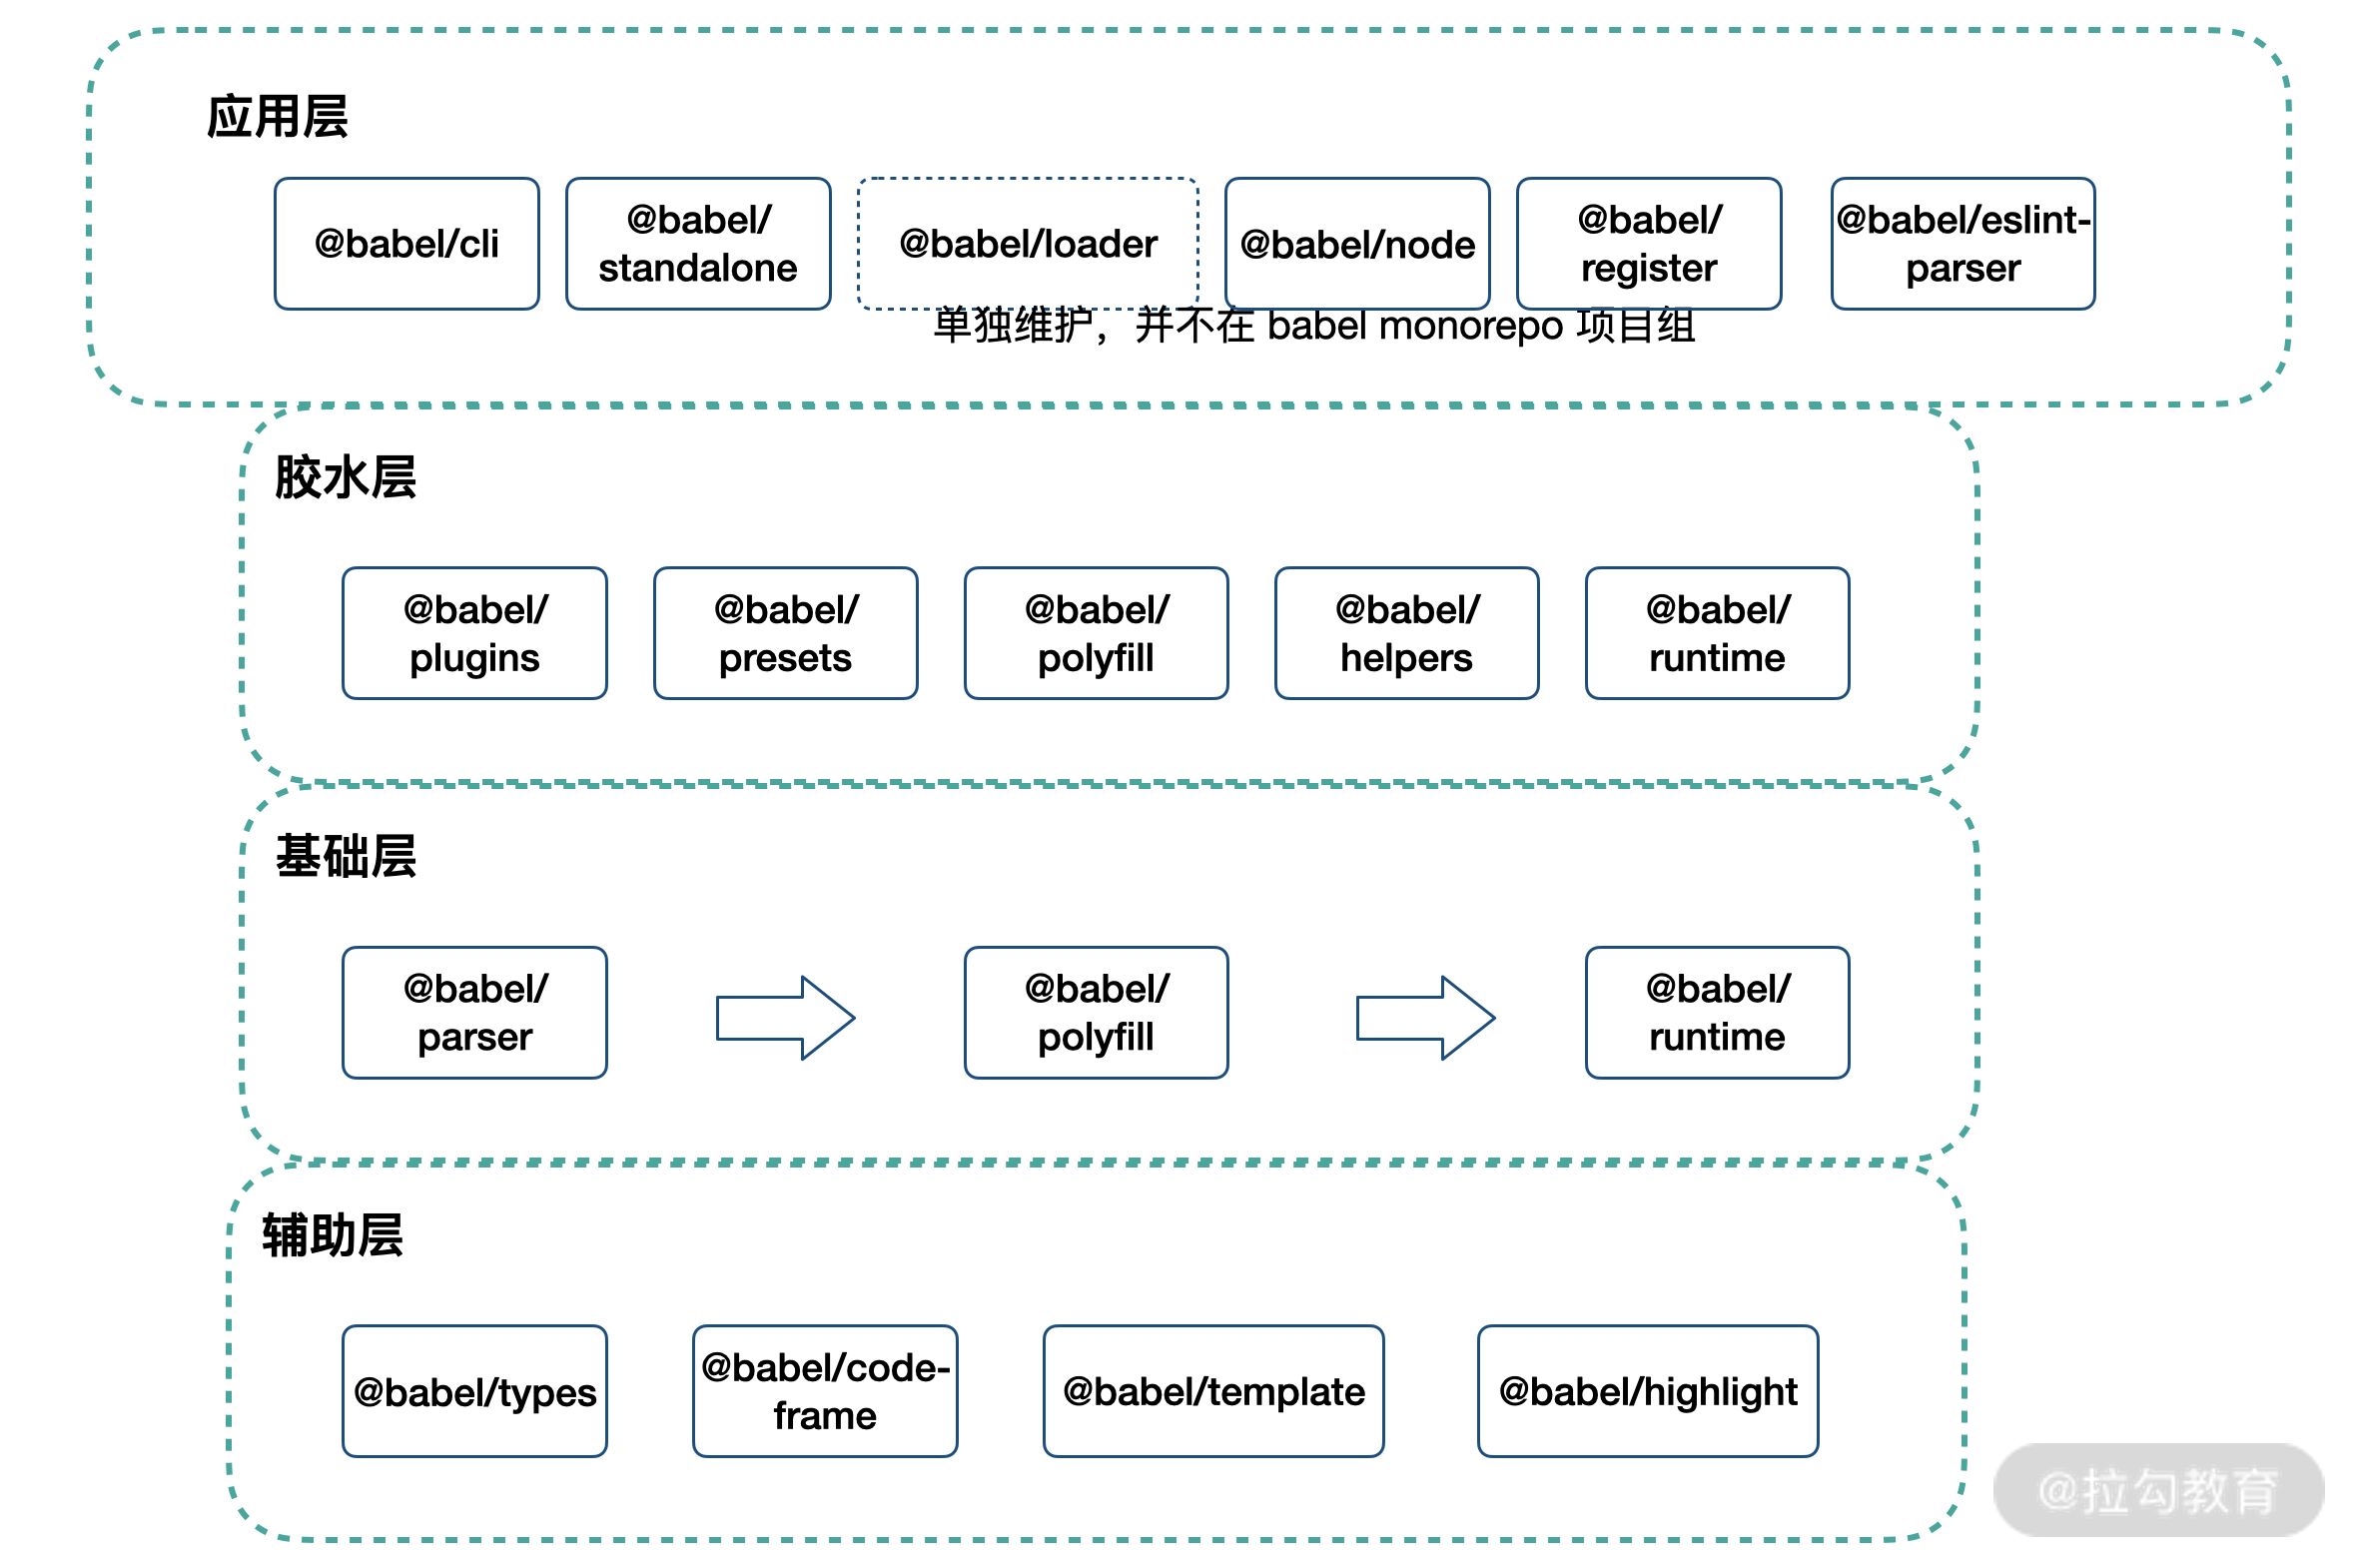 应用层
@babel/cli
@babel/
standalone
@babel/loader
@babel/node
@babel/
register
@babel/eslint-
parser
单独维护，并不在 babel monorepo 项目组
胶水层
@babel/
plugins
@babel/
presets
@babel/
polyfill
@babel/
helpers
@babel/
runtime
基础层
@babel/
parser
@babel/
polyfill
@babel/
runtime
辅助层
@babel/types
@babel/code-
frame
@babel/template
@babel/highlight
@拉勾教育